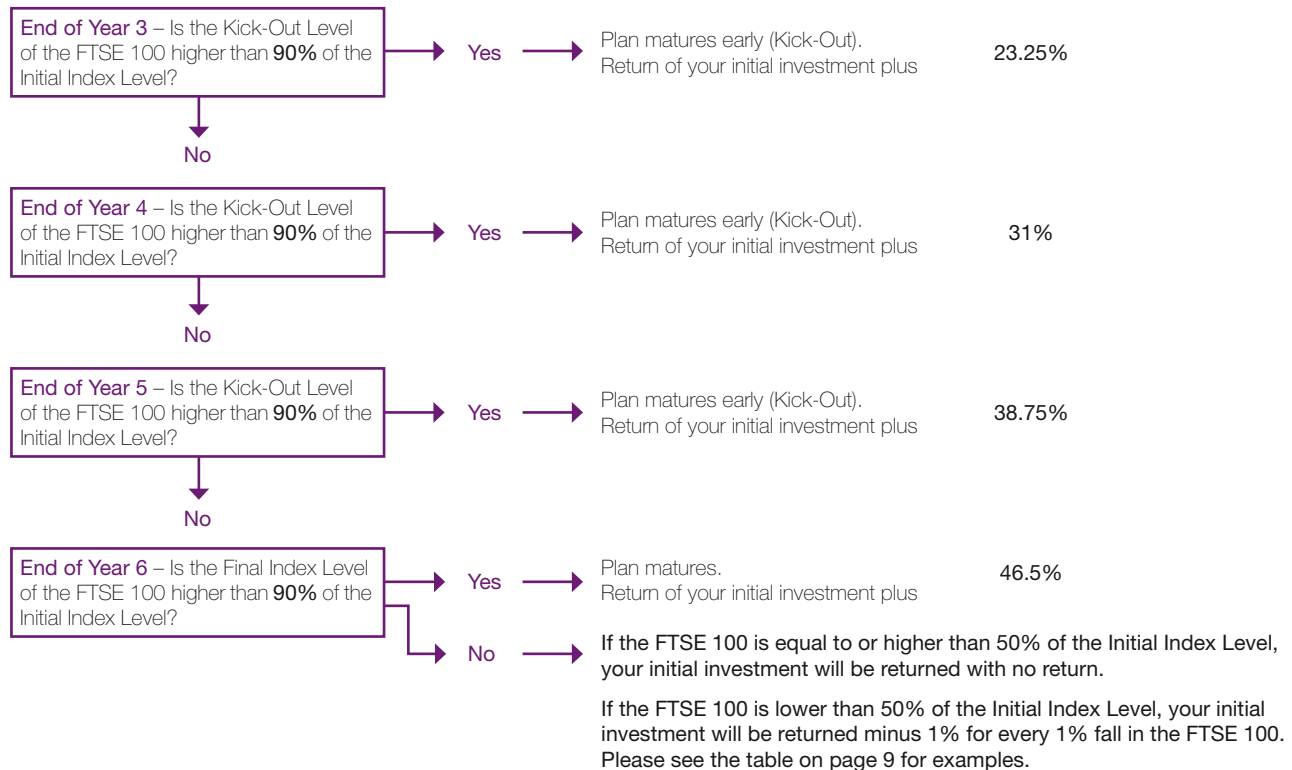 End of Year 3 – Is the Kick-Out Level
of the FTSE 100 higher than 90% of the
Initial Index Level?
Yes
Plan matures early (Kick-Out).
Return of your initial investment plus
23.25%
No
End of Year 4 – Is the Kick-Out Level
of the FTSE 100 higher than 90% of the
Initial Index Level?
Yes
Plan matures early (Kick-Out).
Return of your initial investment plus
31%
No
End of Year 5 – Is the Kick-Out Level
of the FTSE 100 higher than 90% of the
Initial Index Level?
Yes
Plan matures early (Kick-Out).
Return of your initial investment plus
38.75%
No
End of Year 6 – Is the Final Index Level
of the FTSE 100 higher than 90% of the
Initial Index Level?
Yes
Plan matures.
Return of your initial investment plus
46.5%
No
If the FTSE 100 is equal to or higher than 50% of the Initial Index Level,
your initial investment will be returned with no return.
If the FTSE 100 is lower than 50% of the Initial Index Level, your initial
investment will be returned minus 1% for every 1% fall in the FTSE 100.
Please see the table on page 9 for examples.